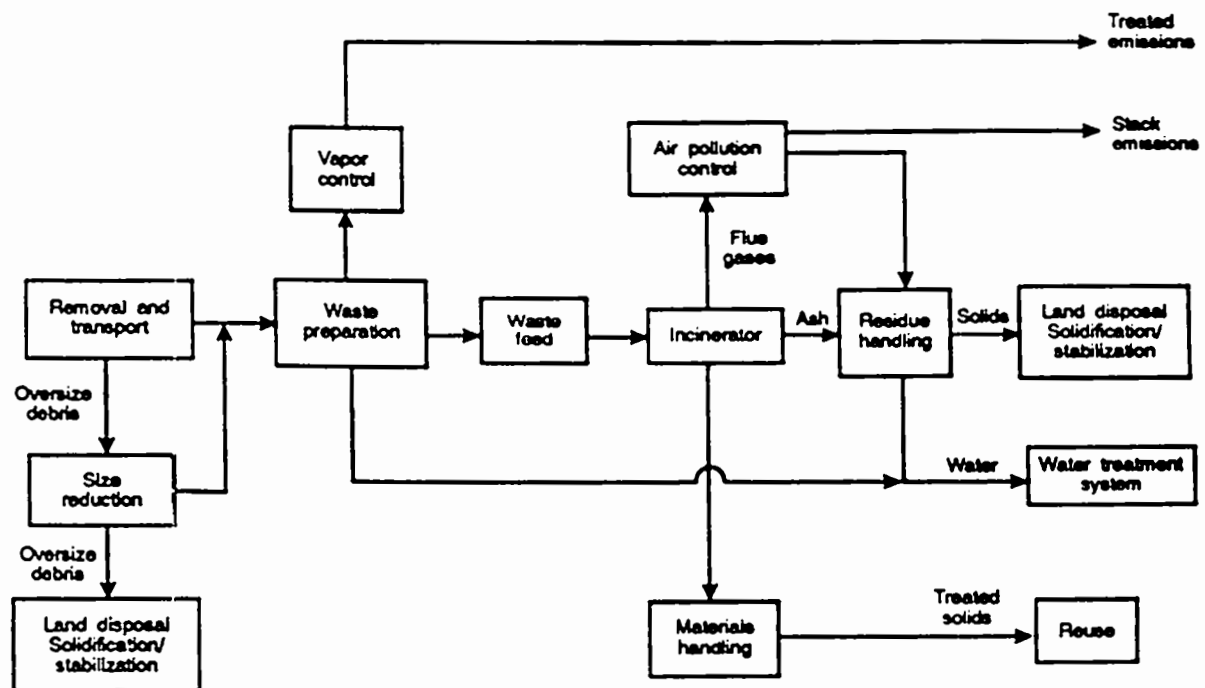 Treated
emissions
Stack
emissions
Vapor
control
Air pollution
control
Flue
gases
Removal and
transport
Waste
preparation
Waste
feed
Incinerator
Ash
Residue
handling
Solids
Land disposal
Solidification/
stabilization
Oversize
debris
Size
reduction
Water
Water treatment
system
Oversize
debris
Land disposal
Solidification/
stabilization
Materials
handling
Treated
solids
Reuse